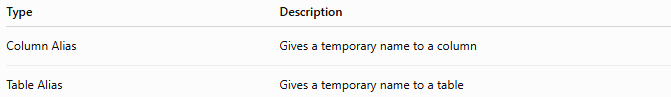 Type Description
Column Alias Gives a temporary name to a column
Table Alias Gives a temporary name to a table